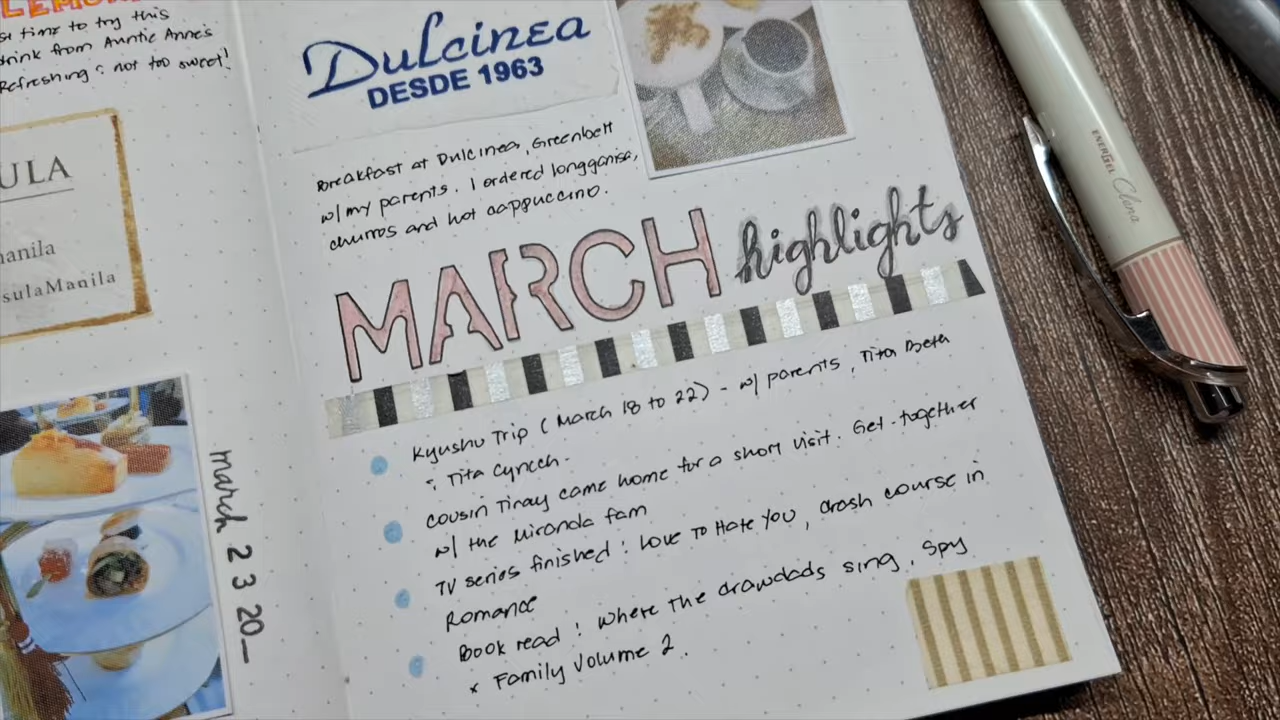 LEMON
time to try this
drink from Auntie Anne's
Refreshing & not too sweet!
ULA
manila
sulaManila
march 23 20—
Dulcinea
DESDE 1963
Breakfast at Dulcinea, Greenbelt
w/ my parents. I ordered longganisa,
churros and hot cappuccino.
MARCH highlights
Kyushu Trip (March 18 to 22) - w/ parents, Tita Beth
& Tita Cynth.
cousin Tinay came home for a short visit. Get-together
w/ the Miranda fam
TV series finished: Love To Hate You, crash course in
Romance
Book read: Where the crawdads sing, Spy
x Family Volume 2.
ENERGEL Clena